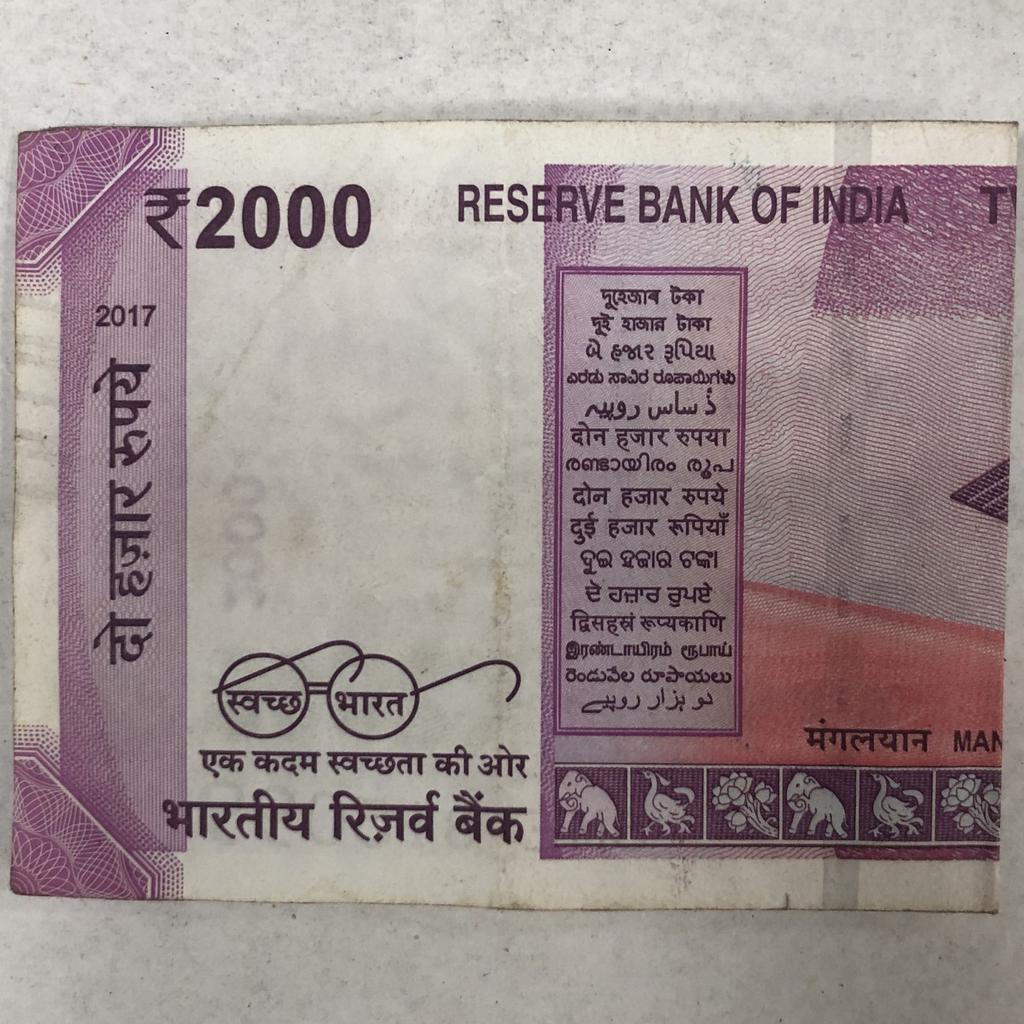 ₹2000
RESERVE BANK OF INDIA
2017
दो हज़ार रुपये
দুহেজাৰ টকা
দুই হাজার টাকা
બે હજાર રૂપિયા
ಎರಡು ಸಾವಿರ ರೂಪಾಯಿಗಳು
ساس روپیہ
दोन हजार रुपया
രണ്ടായിരം രൂപ
दोन हजार रुपये
दुई हजार रूपियाँ
ଦୁଇ ହଜାର ଟଙ୍କା
ਦੋ ਹਜ਼ਾਰ ਰੁਪਏ
द्विसहस्रं रूप्यकाणि
இரண்டாயிரம் ரூபாய்
రెండువేల రూపాయలు
دو ہزار روپیے
स्वच्छ भारत
एक कदम स्वच्छता की ओर
भारतीय रिज़र्व बैंक
मंगलयान MAN